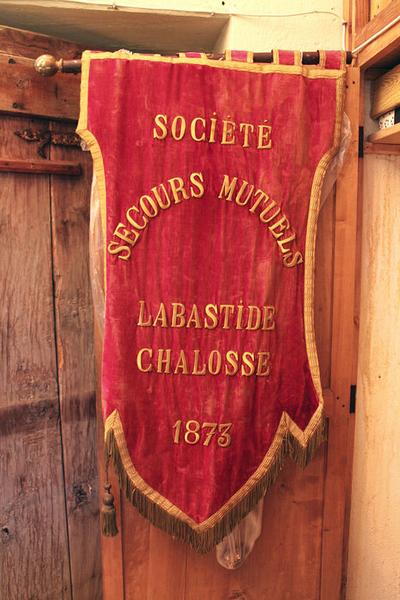 SOCIÉTÉ
SECOURS MUTUELS
LABASTIDE
CHALOSSE
1873